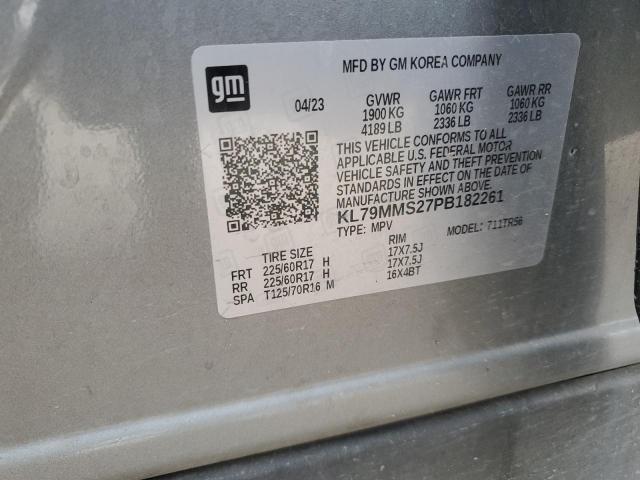 gm
MFD BY GM KOREA COMPANY
04/23 GVWR GAWR FRT GAWR RR
1900 KG 1060 KG 1060 KG
4189 LB 2336 LB 2336 LB
THIS VEHICLE CONFORMS TO ALL
APPLICABLE U.S. FEDERAL MOTOR
VEHICLE SAFETY AND THEFT PREVENTION
STANDARDS IN EFFECT ON THE DATE OF
MANUFACTURE SHOWN ABOVE.
KL79MMS27PB182261
TYPE: MPV MODEL: 711TR56
TIRE SIZE RIM
FRT 225/60R17 H 17X7.5J
RR 225/60R17 H 17X7.5J
SPA T125/70R16 M 16X4BT